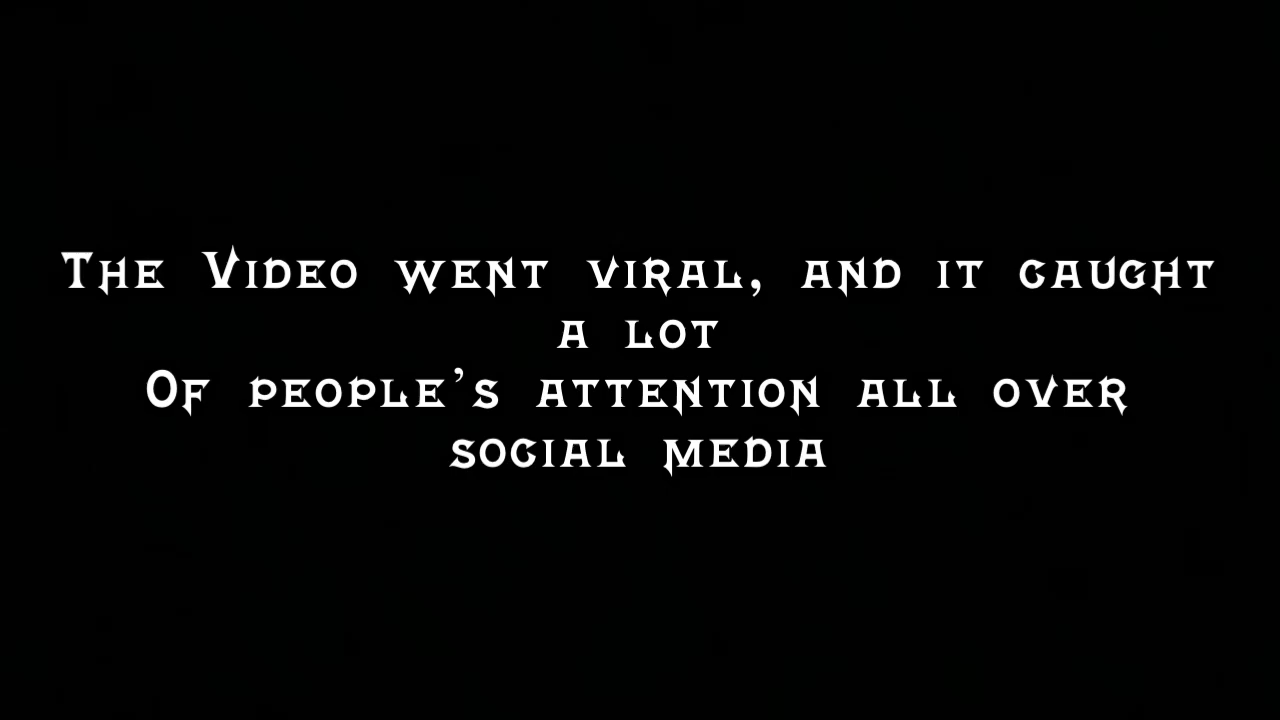 The Video went viral, and it caught
a lot
Of people's attention all over
social media